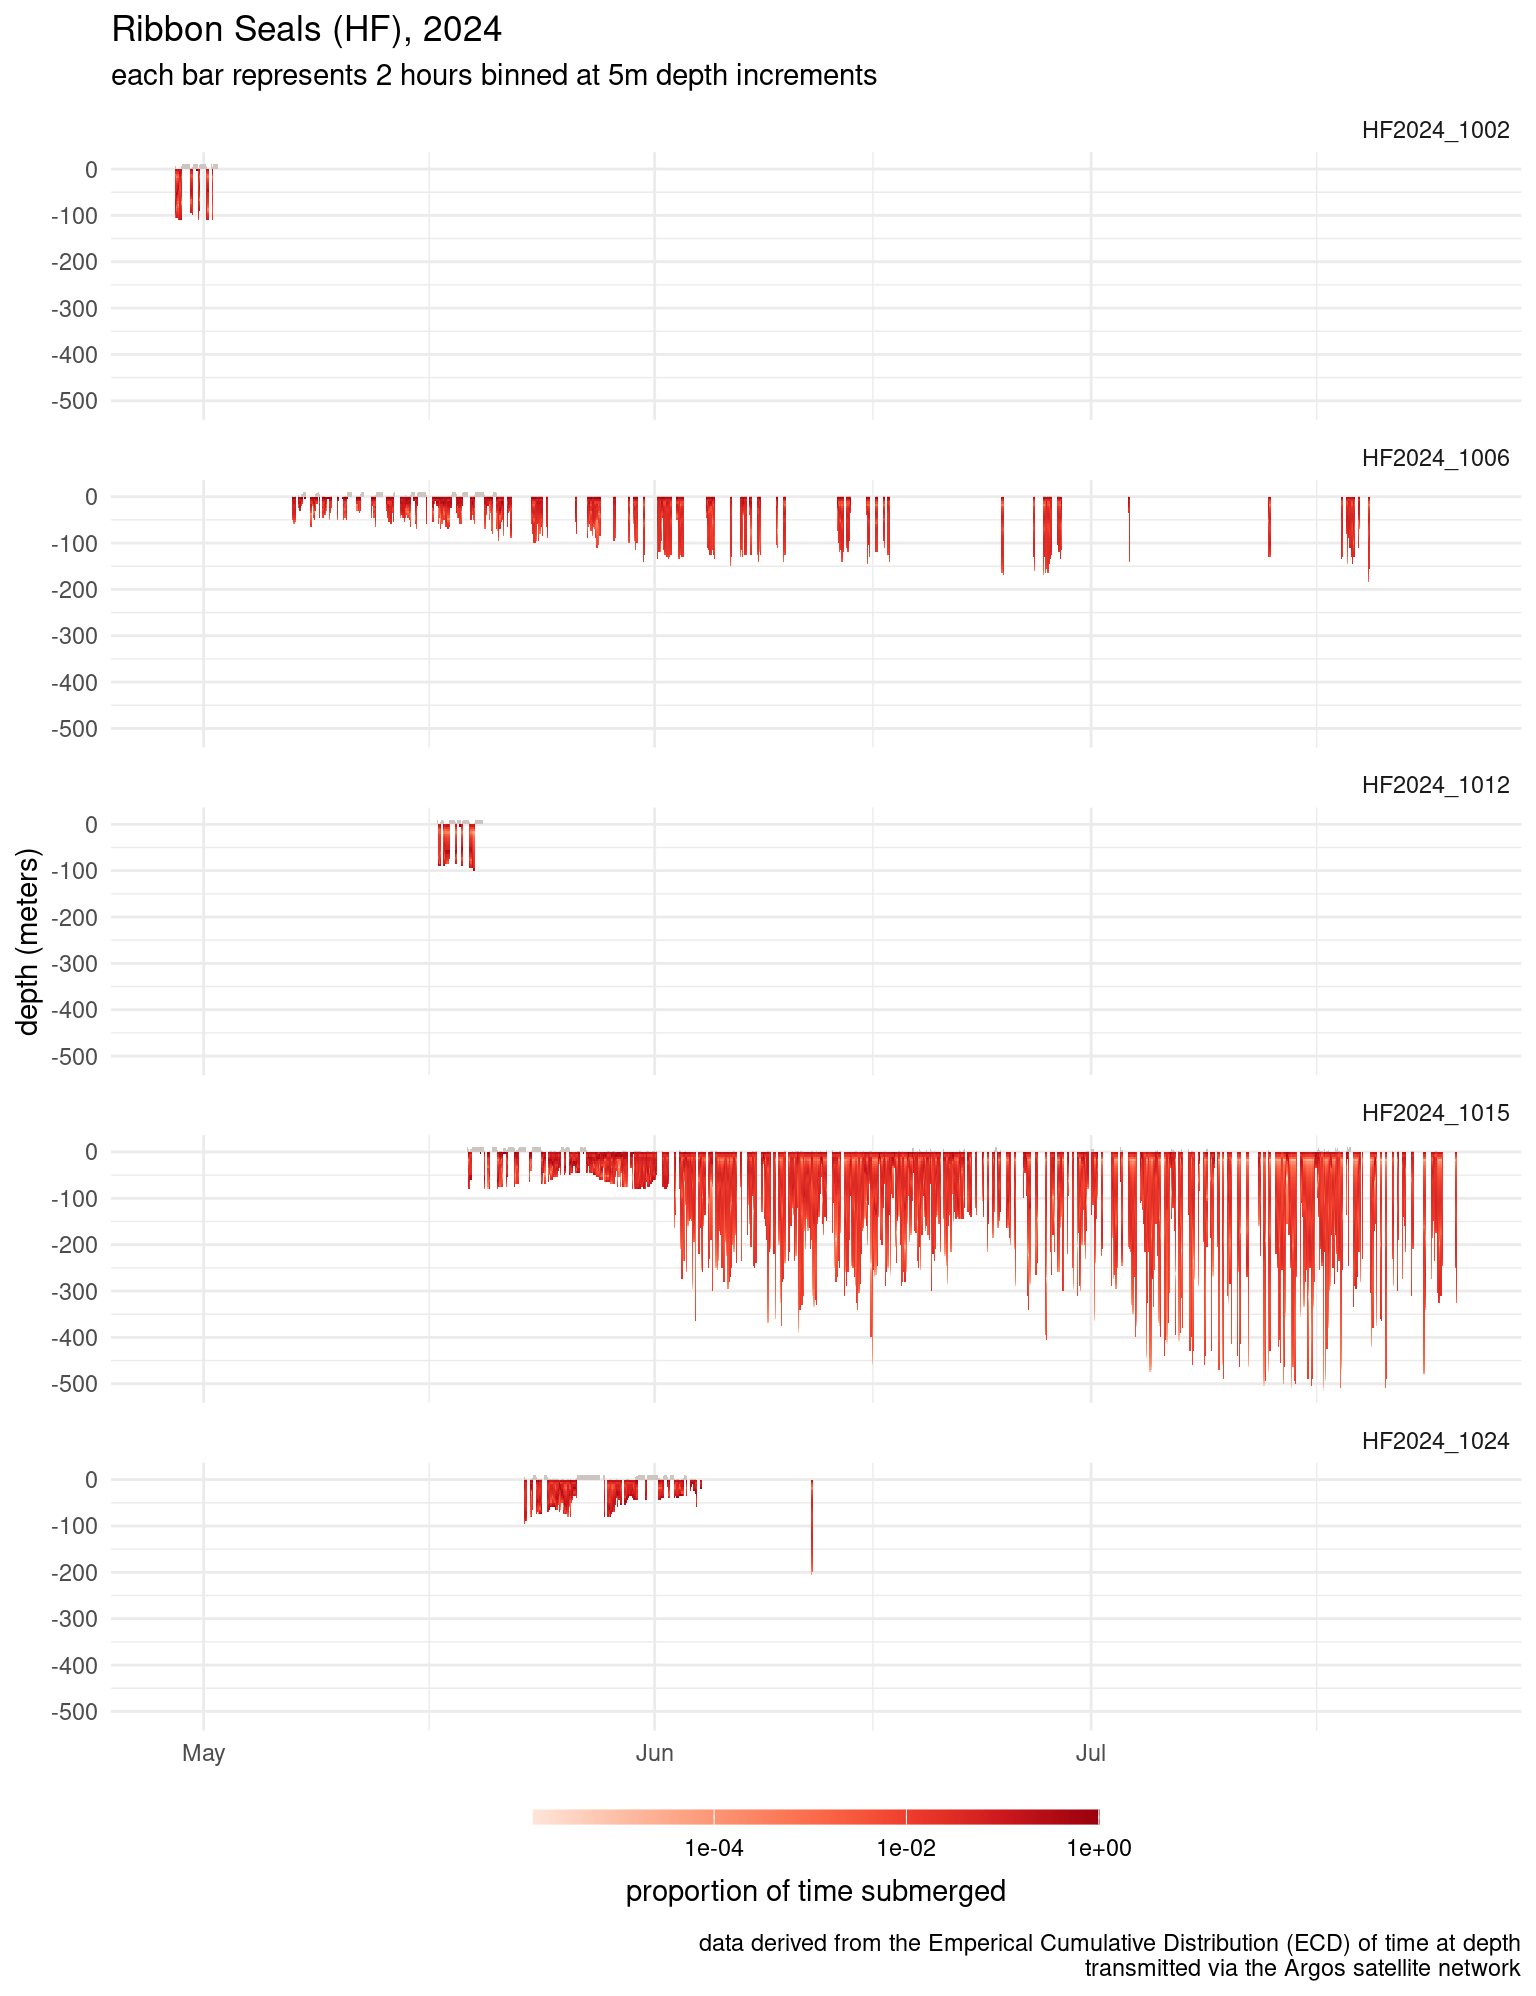 Ribbon Seals (HF), 2024
each bar represents 2 hours binned at 5m depth increments
HF2024_1002
0
-100
-200
-300
-400
-500
HF2024_1006
0
-100
-200
-300
-400
-500
HF2024_1012
0
-100
-200
-300
-400
-500
depth (meters)
HF2024_1015
0
-100
-200
-300
-400
-500
HF2024_1024
0
-100
-200
-300
-400
-500
May Jun Jul
1e-04 1e-02 1e+00
proportion of time submerged
data derived from the Emperical Cumulative Distribution (ECD) of time at depth
transmitted via the Argos satellite network